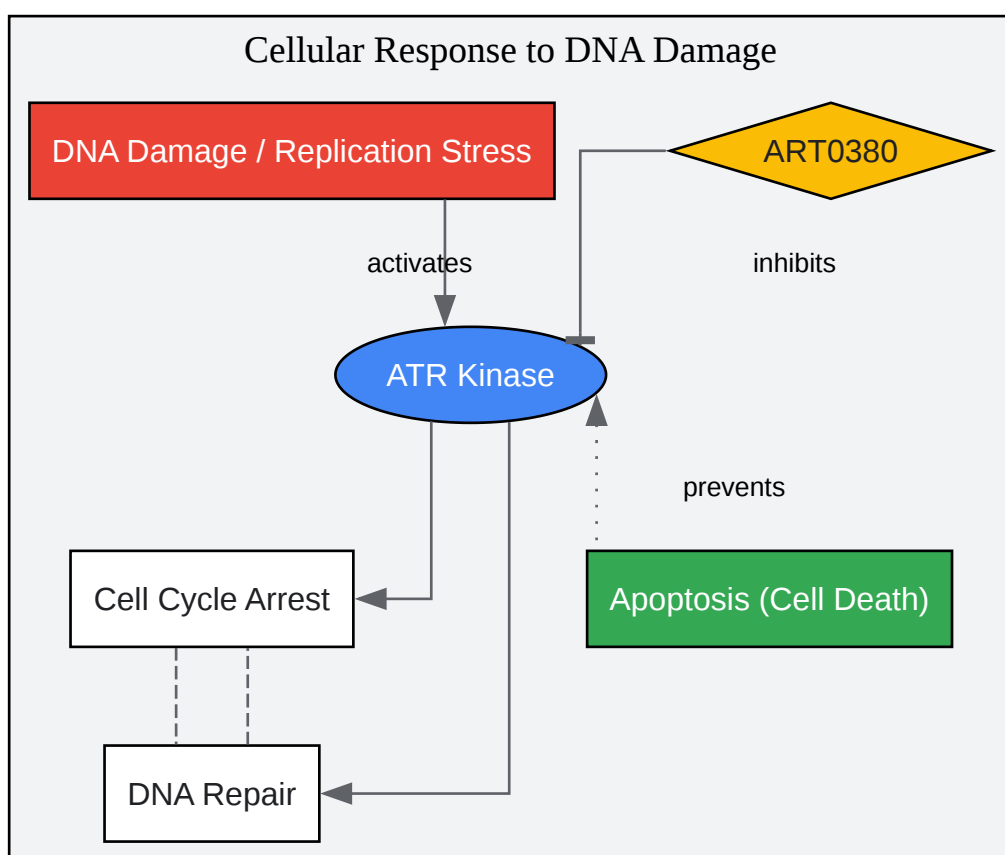 Cellular Response to DNA Damage
DNA Damage / Replication Stress
ART0380
activates
inhibits
ATR Kinase
prevents
Cell Cycle Arrest
Apoptosis (Cell Death)
DNA Repair